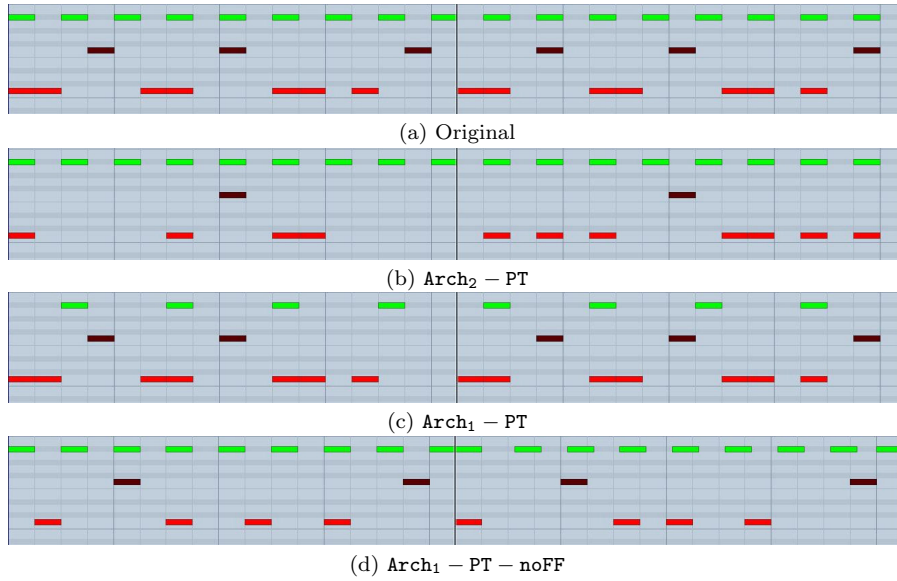 (a) Original
(b) Arch₂ − PT
(c) Arch₁ − PT
(d) Arch₁ − PT − noFF